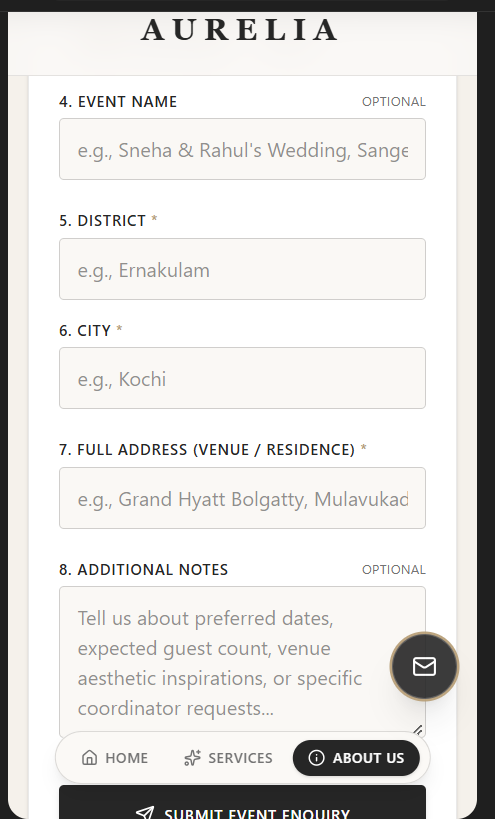 AURELIA
4. EVENT NAME OPTIONAL
e.g., Sneha & Rahul's Wedding, Sange
5. DISTRICT *
e.g., Ernakulam
6. CITY *
e.g., Kochi
7. FULL ADDRESS (VENUE / RESIDENCE) *
e.g., Grand Hyatt Bolgatty, Mulavukad
8. ADDITIONAL NOTES OPTIONAL
Tell us about preferred dates,
expected guest count, venue
aesthetic inspirations, or specific
coordinator requests...
HOME SERVICES ABOUT US
SUBMIT EVENT ENQUIRY